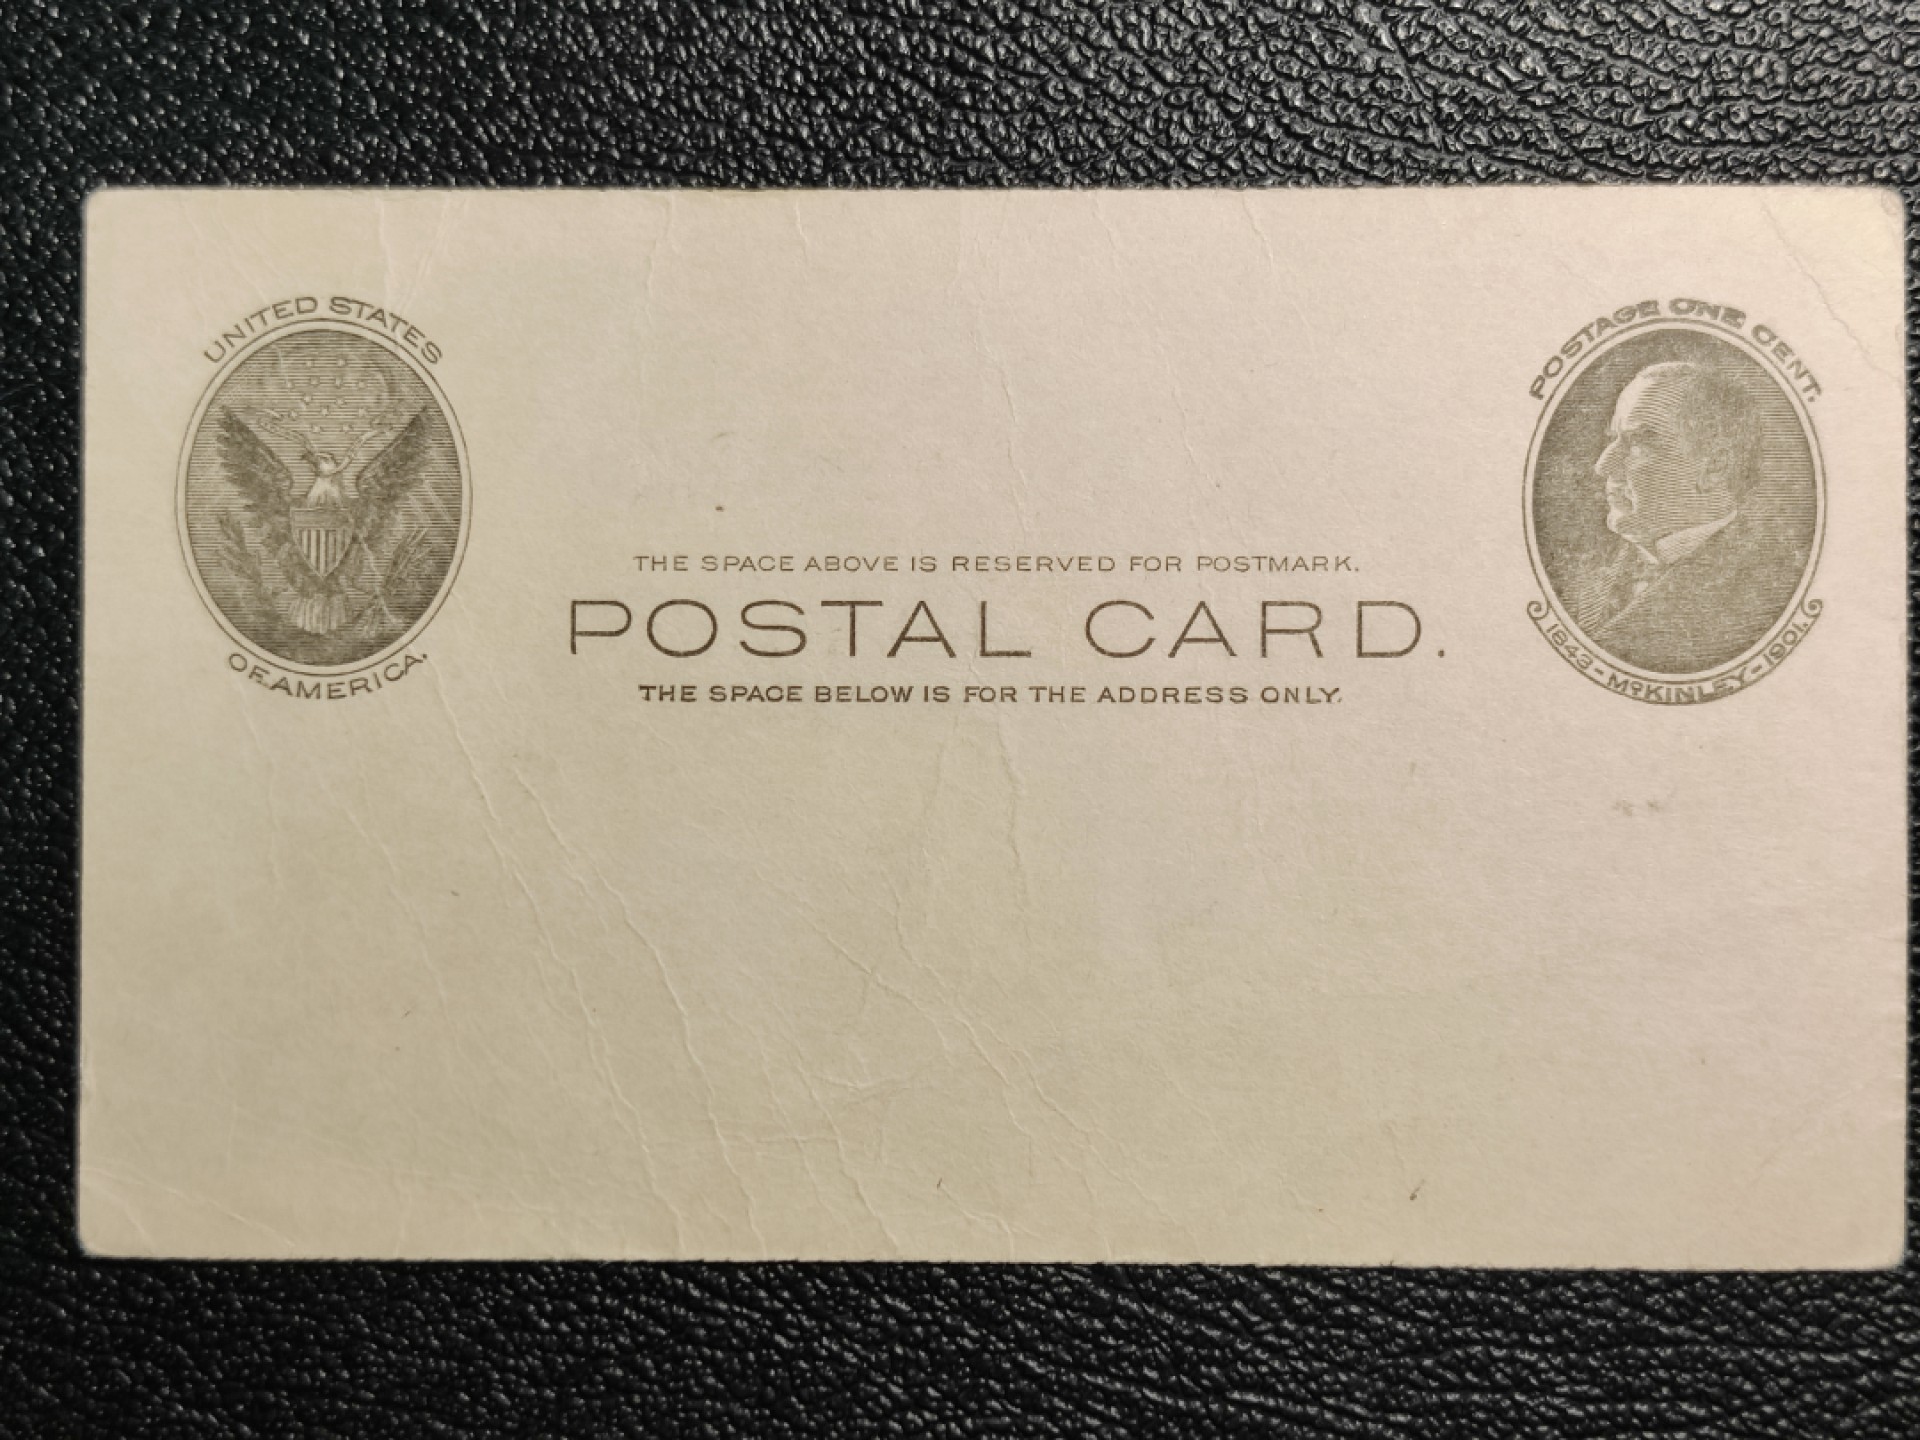 UNITED STATES
OF AMERICA.
POSTAGE ONE CENT.
1843-McKINLEY-1901.
THE SPACE ABOVE IS RESERVED FOR POSTMARK.
POSTAL CARD.
THE SPACE BELOW IS FOR THE ADDRESS ONLY.